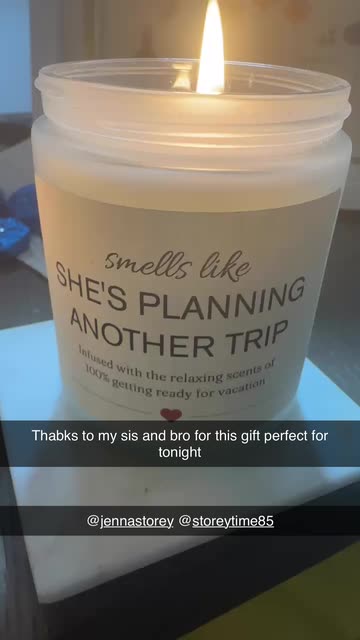 smells like
SHE'S PLANNING
ANOTHER TRIP
Infused with the relaxing scents of
100% getting ready for vacation
Thabks to my sis and bro for this gift perfect for
tonight
@jennastorey @storeytime85